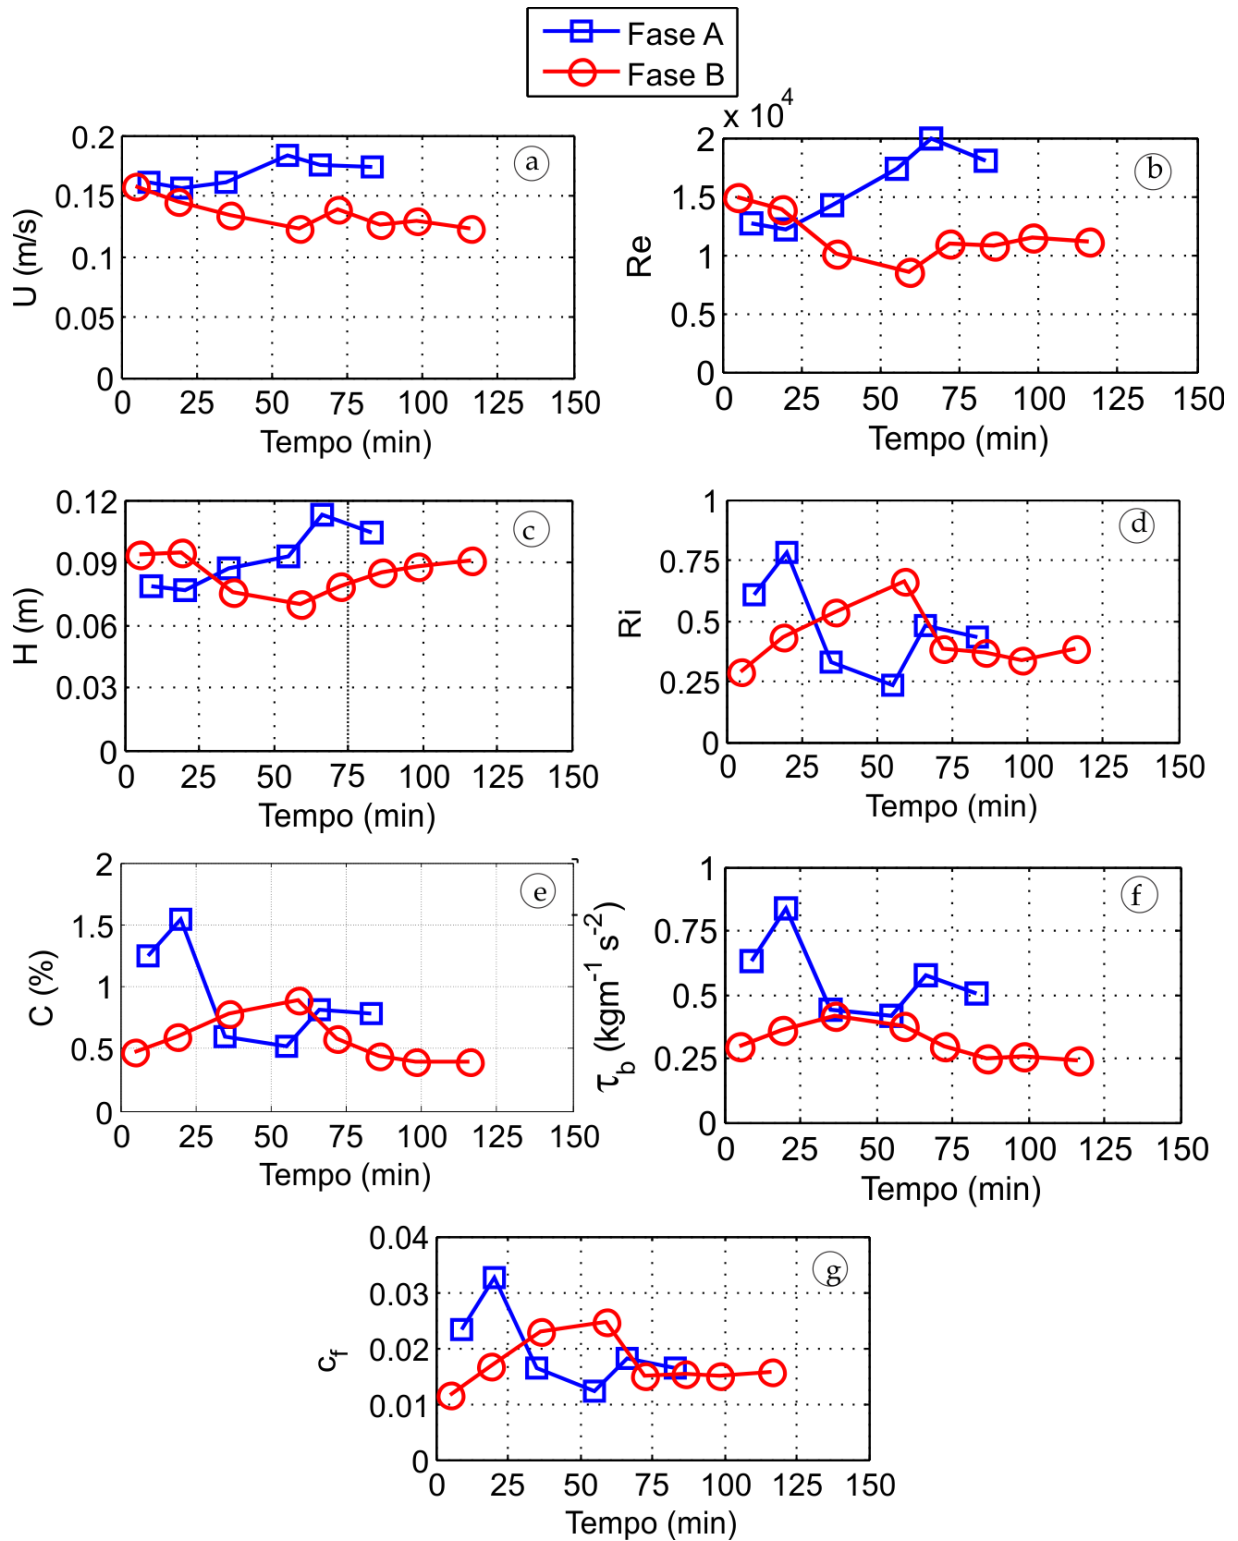 Fase A
Fase B
0.2
0.15
0.1
0.05
0
U (m/s)
0 25 50 75 100 125 150
Tempo (min)
a
x 10^4
2
1.5
1
0.5
0
Re
0 25 50 75 100 125 150
Tempo (min)
b
0.12
0.09
0.06
0.03
0
H (m)
0 25 50 75 100 125 150
Tempo (min)
c
1
0.75
0.5
0.25
0
Ri
0 25 50 75 100 125 150
Tempo (min)
d
2
1.5
1
0.5
0
C (%)
0 25 50 75 100 125 150
Tempo (min)
e
1
0.75
0.5
0.25
0
τ_b (kgm^-1 s^-2)
0 25 50 75 100 125 150
Tempo (min)
f
0.04
0.03
0.02
0.01
0
c_f
0 25 50 75 100 125 150
Tempo (min)
g